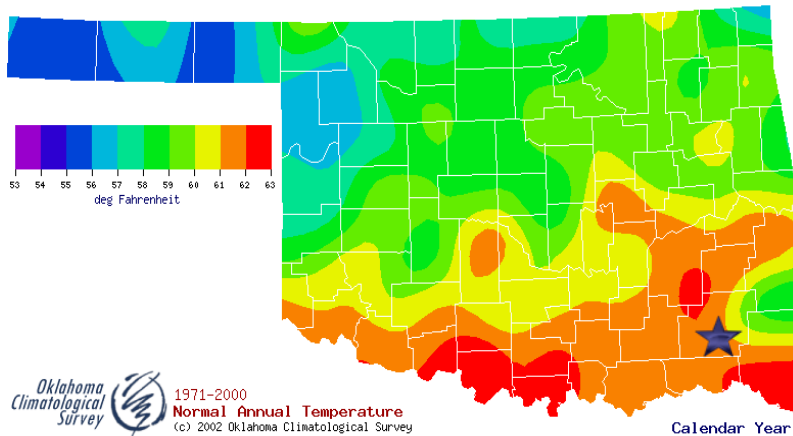 53 54 55 56 57 58 59 60 61 62 63
deg Fahrenheit
Oklahoma
Climatological
Survey
1971-2000
Normal Annual Temperature
(c) 2002 Oklahoma Climatological Survey
Calendar Year